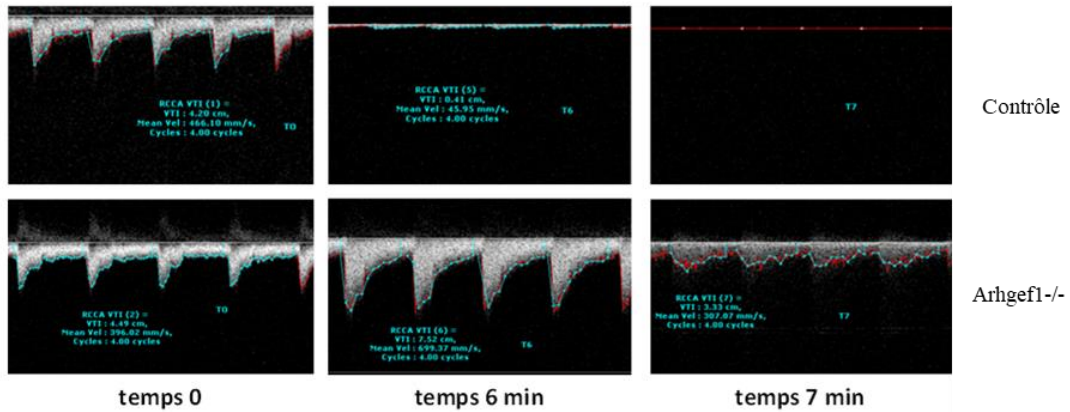 RCCA VTI (1) =
VTI : 4.20 cm,
Mean Vel : 466.10 mm/s,
Cycles : 4.00 cycles
T0
RCCA VTI (5) =
VTI : 0.41 cm,
Mean Vel : 45.95 mm/s,
Cycles : 4.00 cycles
T6
T7
Contrôle
RCCA VTI (2) =
VTI : 4.49 cm,
Mean Vel : 396.02 mm/s,
Cycles : 4.00 cycles
T0
RCCA VTI (6) =
VTI : 7.52 cm,
Mean Vel : 699.37 mm/s,
Cycles : 4.00 cycles
T6
RCCA VTI (7) =
VTI : 3.33 cm,
Mean Vel : 307.07 mm/s,
Cycles : 4.00 cycles
T7
Arhgef1-/-
temps 0
temps 6 min
temps 7 min